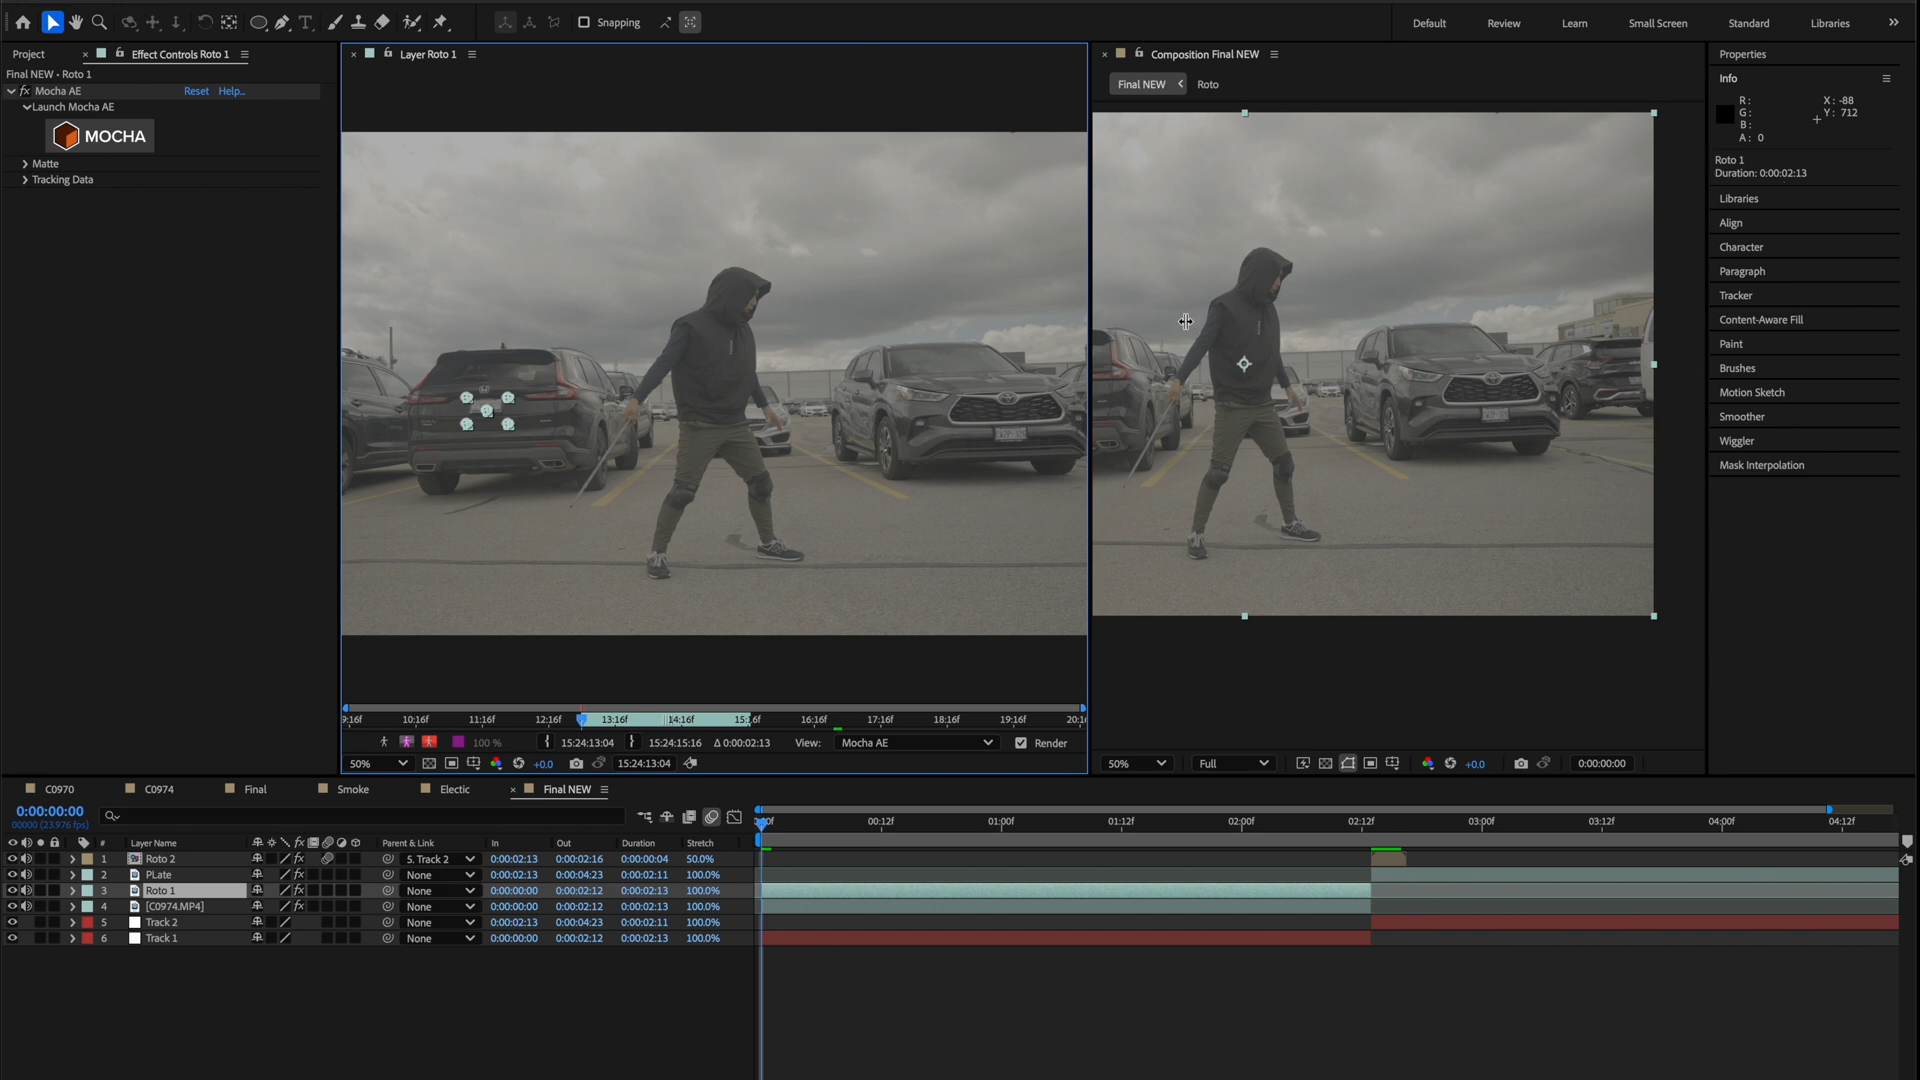 Snapping
Default Review Learn Small Screen Standard Libraries
Project Effect Controls Roto 1
Final NEW • Roto 1
fx Mocha AE Reset Help...
Launch Mocha AE
MOCHA
Matte
Tracking Data
Layer Roto 1
Composition Final NEW
Final NEW Roto
Properties
Info
R: X: -88
G: Y: 712
B:
A: 0
Roto 1
Duration: 0:00:02:13
Libraries
Align
Character
Paragraph
Tracker
Content-Aware Fill
Paint
Brushes
Motion Sketch
Smoother
Wiggler
Mask Interpolation
9:16f 10:16f 11:16f 12:16f 13:16f 14:16f 15:16f 16:16f 17:16f 18:16f 19:16f 20:1
100 % 15:24:13:04 15:24:15:16 Δ 0:00:02:13 View: Mocha AE Render
50% +0.0 15:24:13:04
50% Full +0.0 0:00:00:00
C0970 C0974 Final Smoke Electic Final NEW
0:00:00:00
00000 (23.976 fps)
00f 00:12f 01:00f 01:12f 02:00f 02:12f 03:00f 03:12f 04:00f 04:12f
# Layer Name fx Parent & Link In Out Duration Stretch
1 Roto 2 fx 5. Track 2 0:00:02:13 0:00:02:16 0:00:00:04 50.0%
2 PLate None 0:00:02:13 0:00:04:23 0:00:02:11 100.0%
3 Roto 1 fx None 0:00:00:00 0:00:02:12 0:00:02:13 100.0%
4 [C0974.MP4] fx None 0:00:00:00 0:00:02:12 0:00:02:13 100.0%
5 Track 2 None 0:00:02:13 0:00:04:23 0:00:02:11 100.0%
6 Track 1 None 0:00:00:00 0:00:02:12 0:00:02:13 100.0%